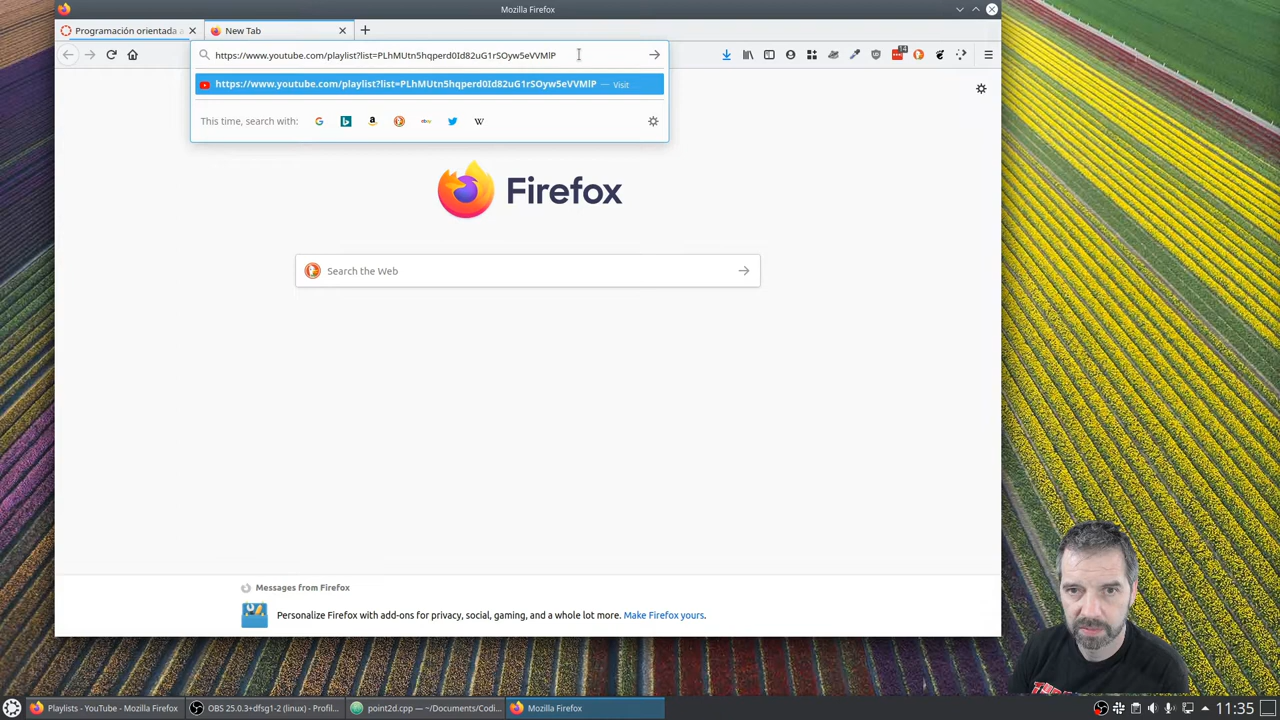 Mozilla Firefox
Programación orientada a
New Tab
https://www.youtube.com/playlist?list=PLhMUtn5hqperd0Id82uG1rSOyw5eVVMlP
14
https://www.youtube.com/playlist?list=PLhMUtn5hqperd0Id82uG1rSOyw5eVVMlP — Visit
This time, search with:
Firefox
Search the Web
Messages from Firefox
Personalize Firefox with add-ons for privacy, social, gaming, and a whole lot more. Make Firefox yours.
Playlists - YouTube - Mozilla Firefox
OBS 25.0.3+dfsg1-2 (linux) - Profil...
point2d.cpp — ~/Documents/Codi...
Mozilla Firefox
11:35